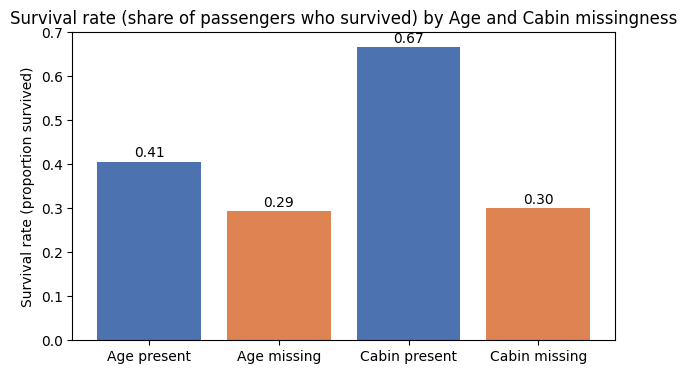 Survival rate (share of passengers who survived) by Age and Cabin missingness
Survival rate (proportion survived)
0.7
0.6
0.5
0.4
0.3
0.2
0.1
0.0
0.41
0.29
0.67
0.30
Age present
Age missing
Cabin present
Cabin missing